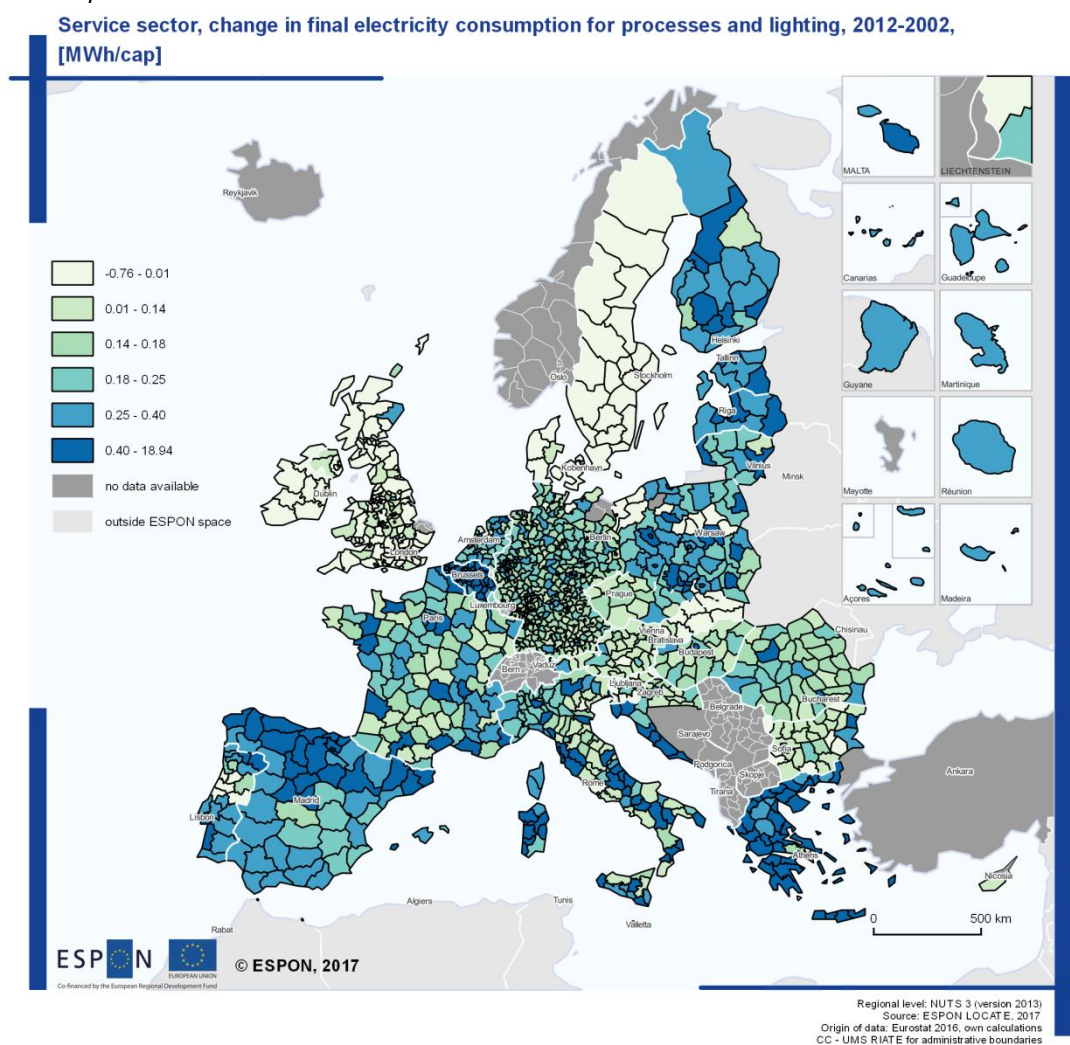 Service sector, change in final electricity consumption for processes and lighting, 2012-2002,
[MWh/cap]
MALTA
LIECHTENSTEIN
Reykjavik
Canarias
Guadeloupe
-0.76 - 0.01
0.01 - 0.14
0.14 - 0.18
0.18 - 0.25
0.25 - 0.40
0.40 - 18.94
no data available
outside ESPON space
Helsinki
Tallinn
Oslo
Stockholm
Guyane
Martinique
Riga
Kobenhavn
Vilnius
Minsk
Mayotte
Réunion
Dublin
Amsterdam
Berlin
Warsaw
London
Brussels
Açores
Madeira
Luxembourg
Prague
Paris
Vienna
Bratislava
Chisinau
Budapest
Bern
Vaduz
Ljubljana
Zagreb
Bucharest
Belgrade
Sarajevo
Sofia
Podgorica
Skopje
Ankara
Tirana
Rome
Madrid
Lisbon
Athens
Nicosia
Algiers
Tunis
Rabat
Valletta
0 500 km
ESPON
EUROPEAN UNION
© ESPON, 2017
Co-financed by the European Regional Development Fund
Regional level: NUTS 3 (version 2013)
Source: ESPON LOCATE, 2017
Origin of data: Eurostat 2016, own calculations
CC - UMS RIATE for administrative boundaries